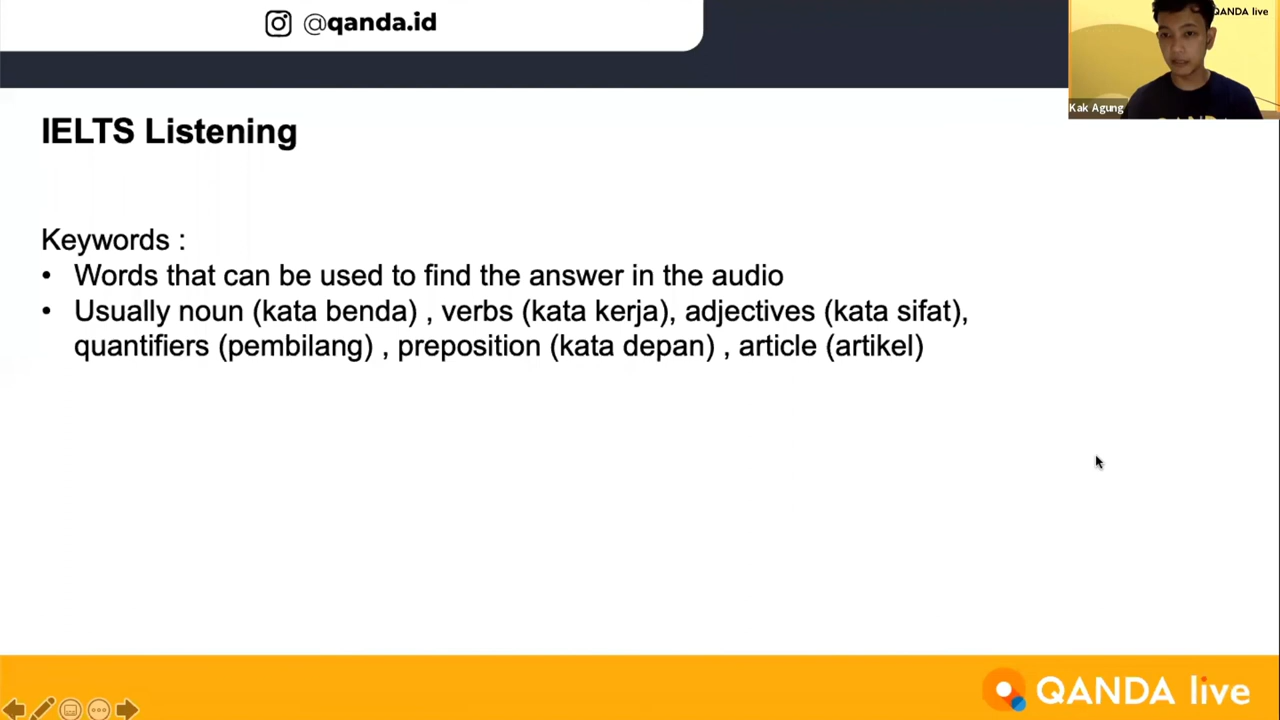 @qanda.id
QANDA live
Kak Agung
IELTS Listening
Keywords :
• Words that can be used to find the answer in the audio
• Usually noun (kata benda) , verbs (kata kerja), adjectives (kata sifat),
quantifiers (pembilang) , preposition (kata depan) , article (artikel)
QANDA live